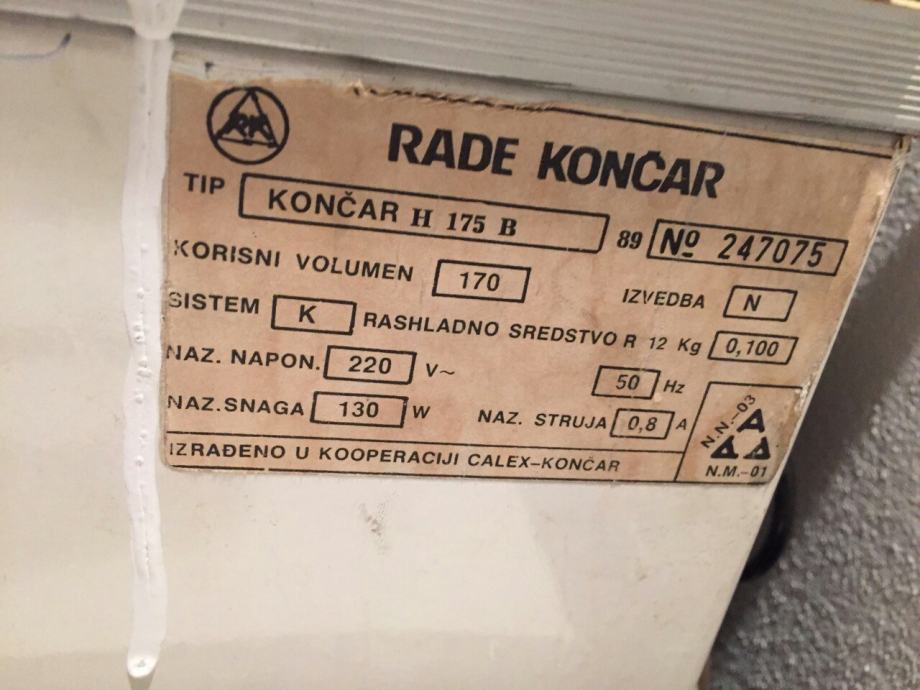 RADE KONČAR
TIP KONČAR H 175 B 89 Nº 247075
KORISNI VOLUMEN 170 IZVEDBA N
SISTEM K RASHLADNO SREDSTVO R 12 Kg 0,100
NAZ. NAPON. 220 V~ 50 Hz
NAZ. SNAGA 130 W NAZ. STRUJA 0,8 A
N.N.-03
N.M.-01
IZRAĐENO U KOOPERACIJI CALEX-KONČAR